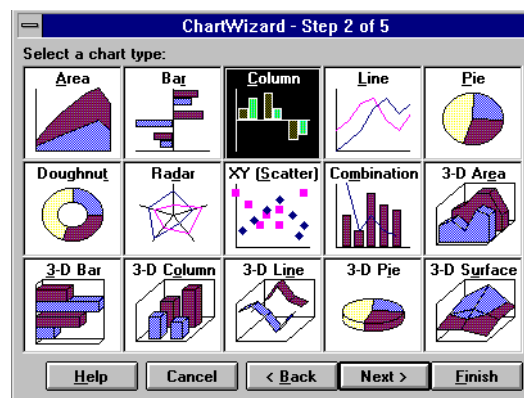 ChartWizard - Step 2 of 5
Select a chart type:
Area Bar Column Line Pie
Doughnut Radar XY (Scatter) Combination 3-D Area
3-D Bar 3-D Column 3-D Line 3-D Pie 3-D Surface
Help Cancel < Back Next > Finish